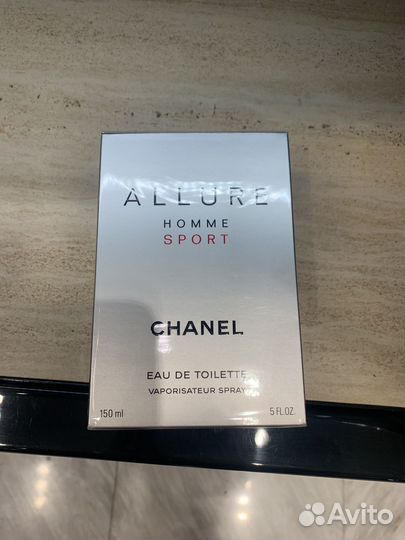 ALLURE
HOMME
SPORT
CHANEL
EAU DE TOILETTE
VAPORISATEUR SPRAY
150 ml 5 FL.OZ.
Avito